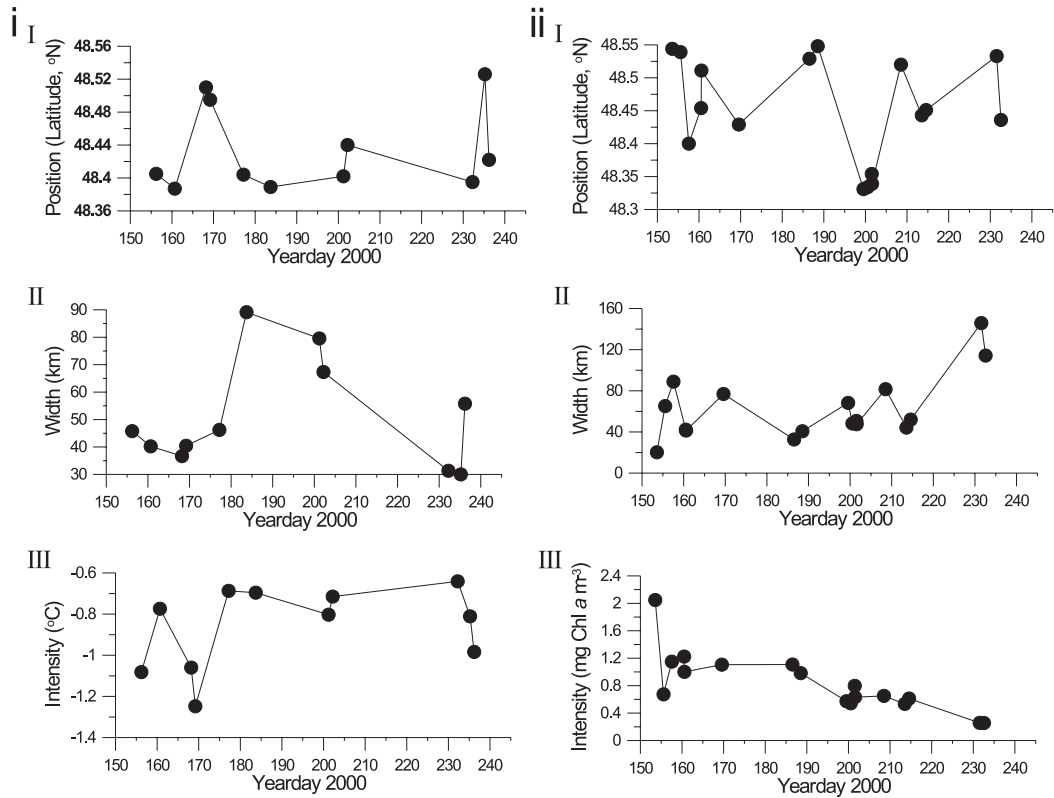 i
I
Position (Latitude, ºN)
48.56
48.52
48.48
48.44
48.4
48.36
150 160 170 180 190 200 210 220 230 240
Yearday 2000
II
Width (km)
90
80
70
60
50
40
30
150 160 170 180 190 200 210 220 230 240
Yearday 2000
III
Intensity (ºC)
-0.6
-0.8
-1
-1.2
-1.4
150 160 170 180 190 200 210 220 230 240
Yearday 2000
ii
I
Position (Latitude, ºN)
48.55
48.5
48.45
48.4
48.35
48.3
150 160 170 180 190 200 210 220 230 240
Yearday 2000
II
Width (km)
160
120
80
40
0
150 160 170 180 190 200 210 220 230 240
Yearday 2000
III
Intensity (mg Chl a m-3)
2.4
2
1.6
1.2
0.8
0.4
0
150 160 170 180 190 200 210 220 230 240
Yearday 2000